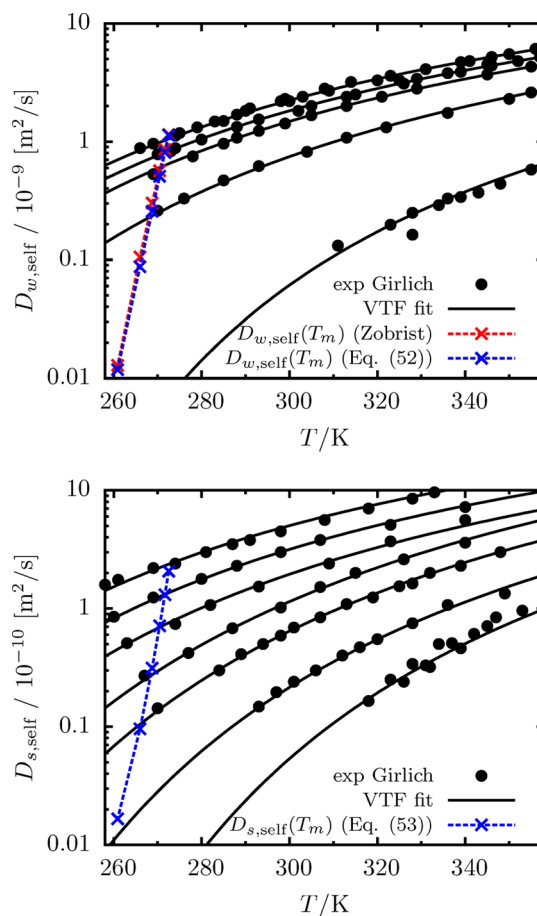 10
1
0.1
0.01
D_{w,self} / 10^{-9} [m^2/s]
260 280 300 320 340
T/K
exp Girlich
VTF fit
D_{w,self}(T_m) (Zobrist)
D_{w,self}(T_m) (Eq. (52))
10
1
0.1
0.01
D_{s,self} / 10^{-10} [m^2/s]
260 280 300 320 340
T/K
exp Girlich
VTF fit
D_{s,self}(T_m) (Eq. (53))